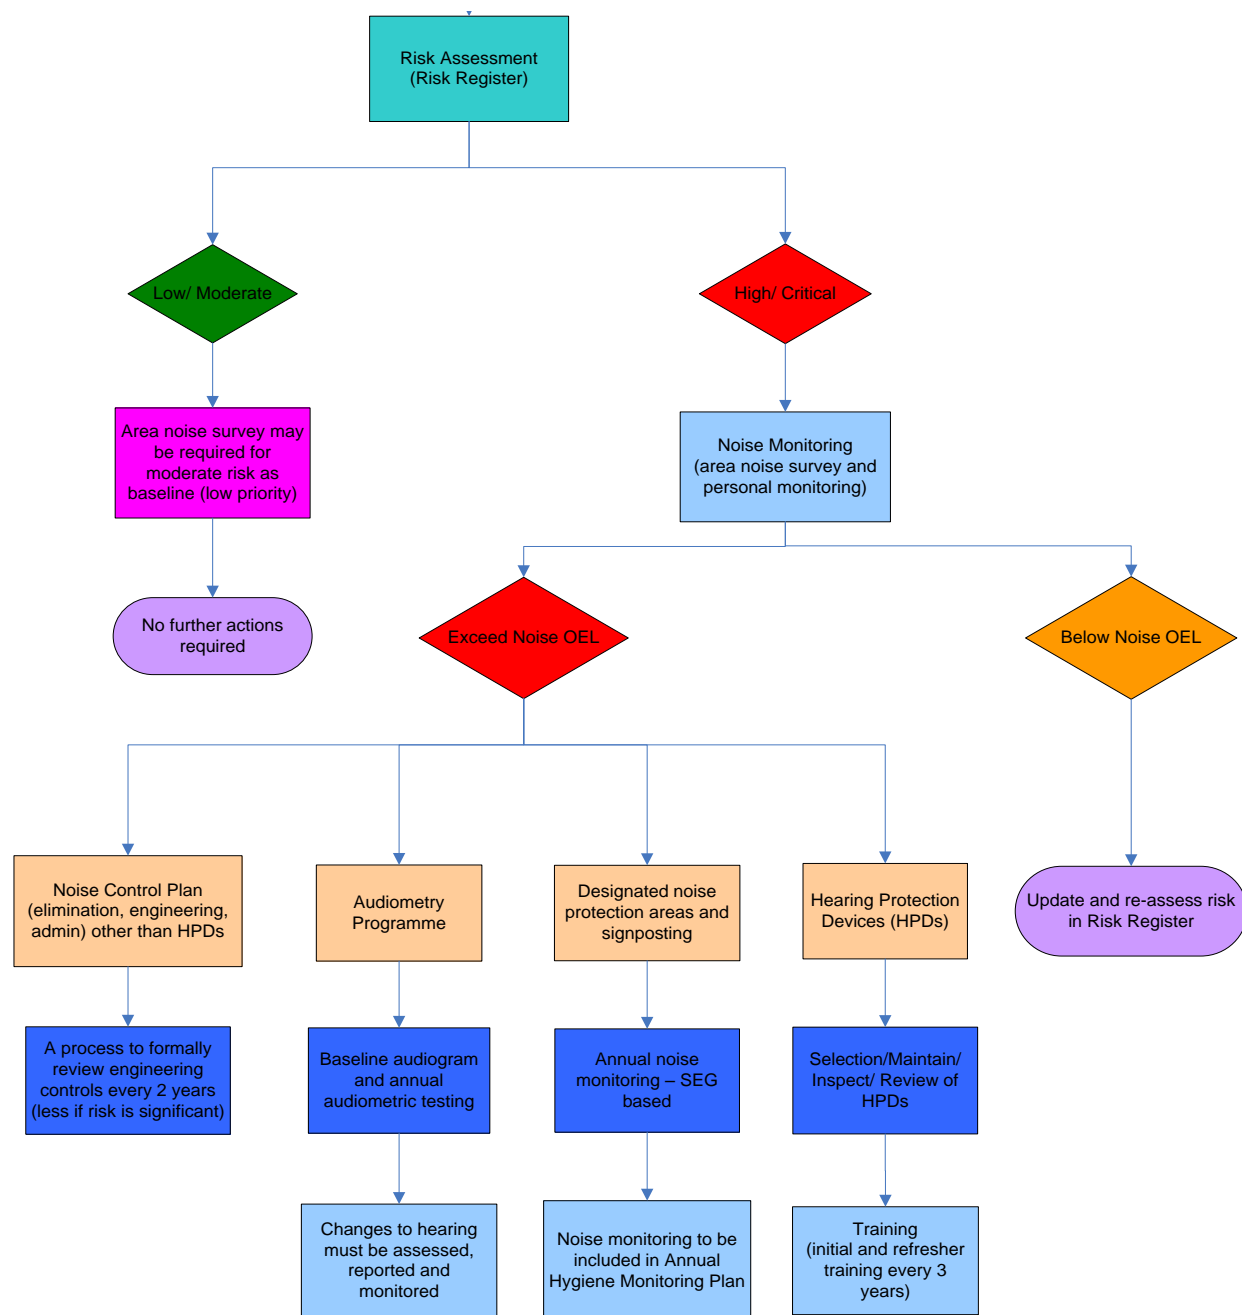 Risk Assessment
(Risk Register)
Low/ Moderate
High/ Critical
Area noise survey may
be required for
moderate risk as
baseline (low priority)
Noise Monitoring
(area noise survey and
personal monitoring)
No further actions
required
Exceed Noise OEL
Below Noise OEL
Noise Control Plan
(elimination, engineering,
admin) other than HPDs
Audiometry
Programme
Designated noise
protection areas and
signposting
Hearing Protection
Devices (HPDs)
Update and re-assess risk
in Risk Register
A process to formally
review engineering
controls every 2 years
(less if risk is significant)
Baseline audiogram
and annual
audiometric testing
Annual noise
monitoring – SEG
based
Selection/Maintain/
Inspect/ Review of
HPDs
Changes to hearing
must be assessed,
reported and
monitored
Noise monitoring to be
included in Annual
Hygiene Monitoring Plan
Training
(initial and refresher
training every 3
years)